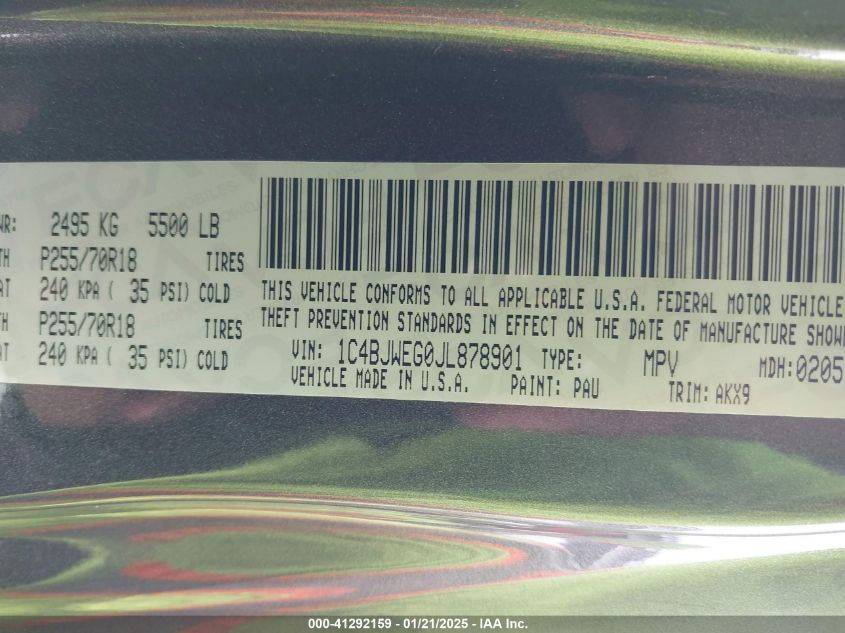 WR: 2495 KG 5500 LB
TH P255/70R18 TIRES
AT 240 KPA ( 35 PSI) COLD
TH P255/70R18 TIRES
AT 240 KPA ( 35 PSI) COLD
THIS VEHICLE CONFORMS TO ALL APPLICABLE U.S.A. FEDERAL MOTOR VEHICLE
THEFT PREVENTION STANDARDS IN EFFECT ON THE DATE OF MANUFACTURE SHOW
VIN: 1C4BJWEG0JL878901 TYPE: MPV MDH:0205
VEHICLE MADE IN U.S.A. PAINT: PAU TRIM: AKX9
000-41292159 - 01/21/2025 - IAA Inc.